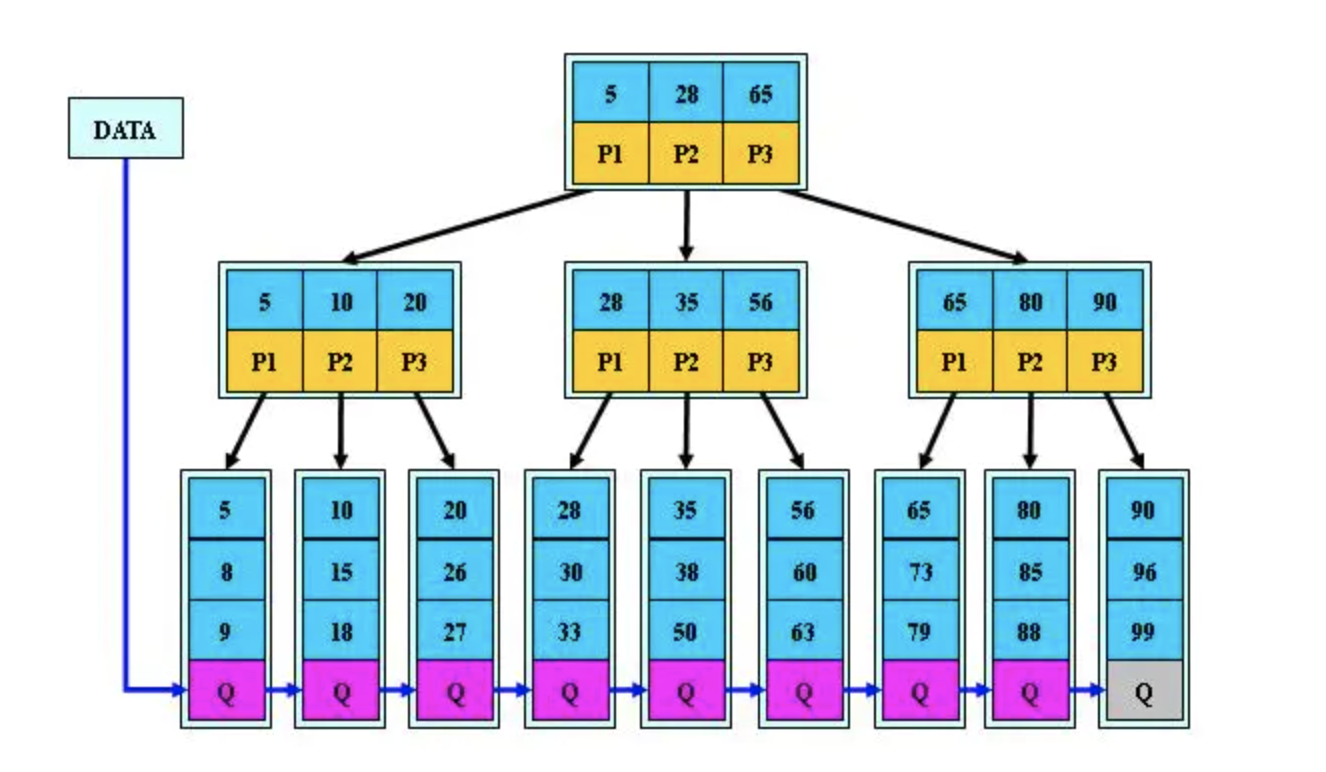 5 28 65
DATA
P1 P2 P3
5 10 20
28 35 56
65 80 90
P1 P2 P3
P1 P2 P3
P1 P2 P3
5 10 20 28 35 56 65 80 90
8 15 26 30 38 60 73 85 96
9 18 27 33 50 63 79 88 99
Q Q Q Q Q Q Q Q Q